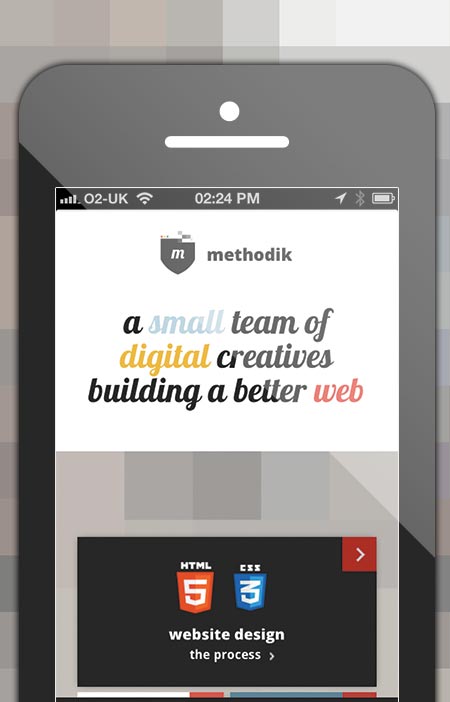 O2-UK 02:24 PM
m methodik
a small team of
digital creatives
building a better web
HTML CSS
5 3
website design
the process